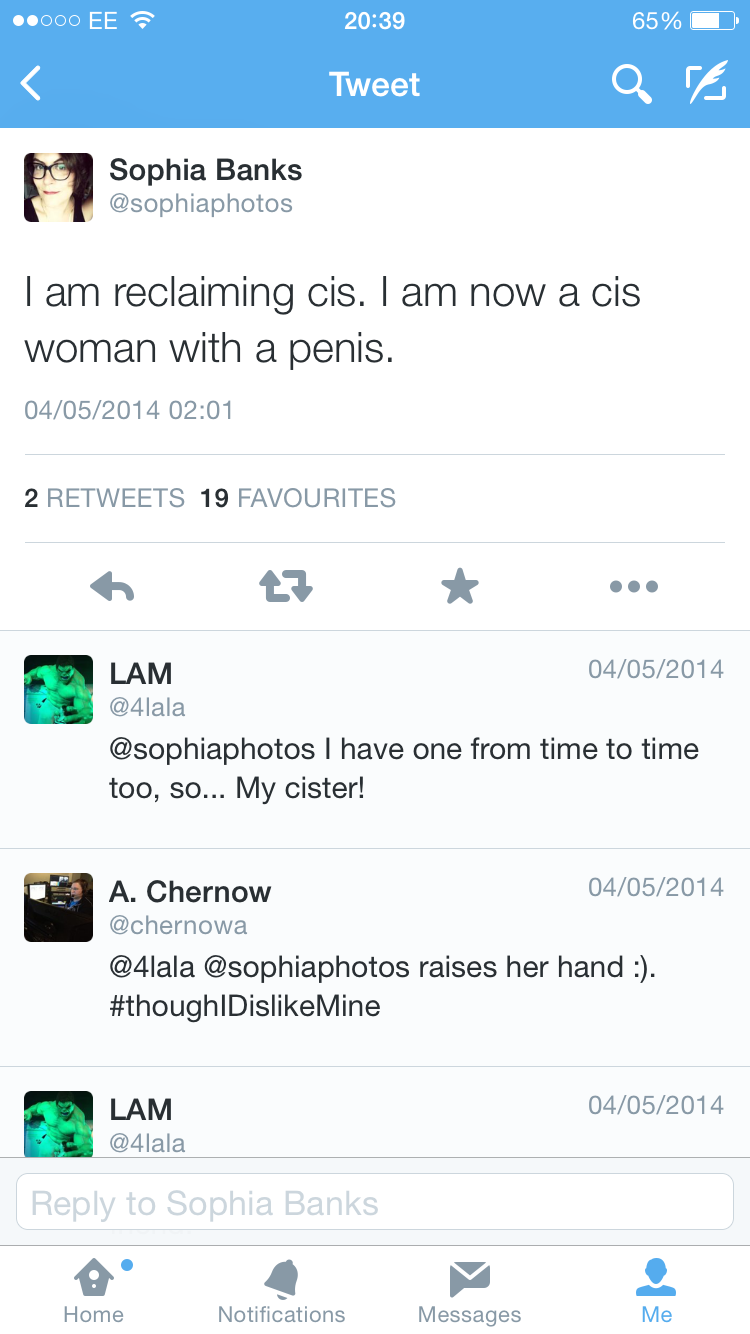 EE 20:39 65%
Tweet
Sophia Banks
@sophiaphotos
I am reclaiming cis. I am now a cis
woman with a penis.
04/05/2014 02:01
2 RETWEETS 19 FAVOURITES
LAM 04/05/2014
@4lala
@sophiaphotos I have one from time to time
too, so... My cister!
A. Chernow 04/05/2014
@chernowa
@4lala @sophiaphotos raises her hand :).
#thoughIDislikeMine
LAM 04/05/2014
@4lala
Reply to Sophia Banks
Home Notifications Messages Me